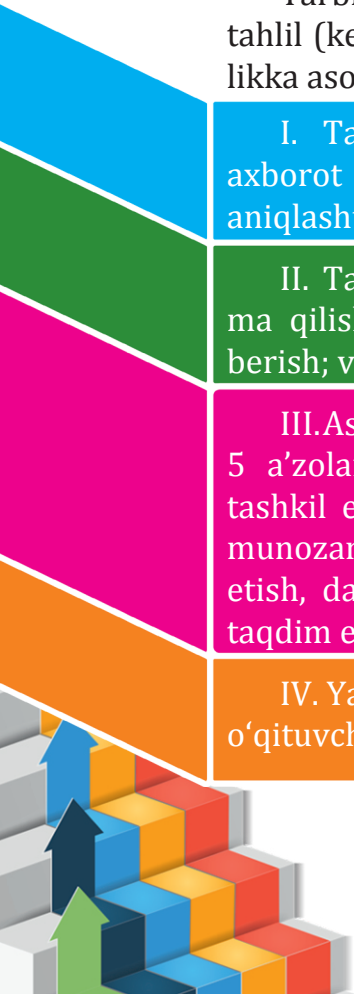 tahlil (ke
likka aso
I. Ta
axborot
aniqlash
II. Ta
ma qilis
berish; v
III.As
5 a’zola
tashkil e
munozar
etish, da
taqdim e
IV. Ya
o‘qituvch